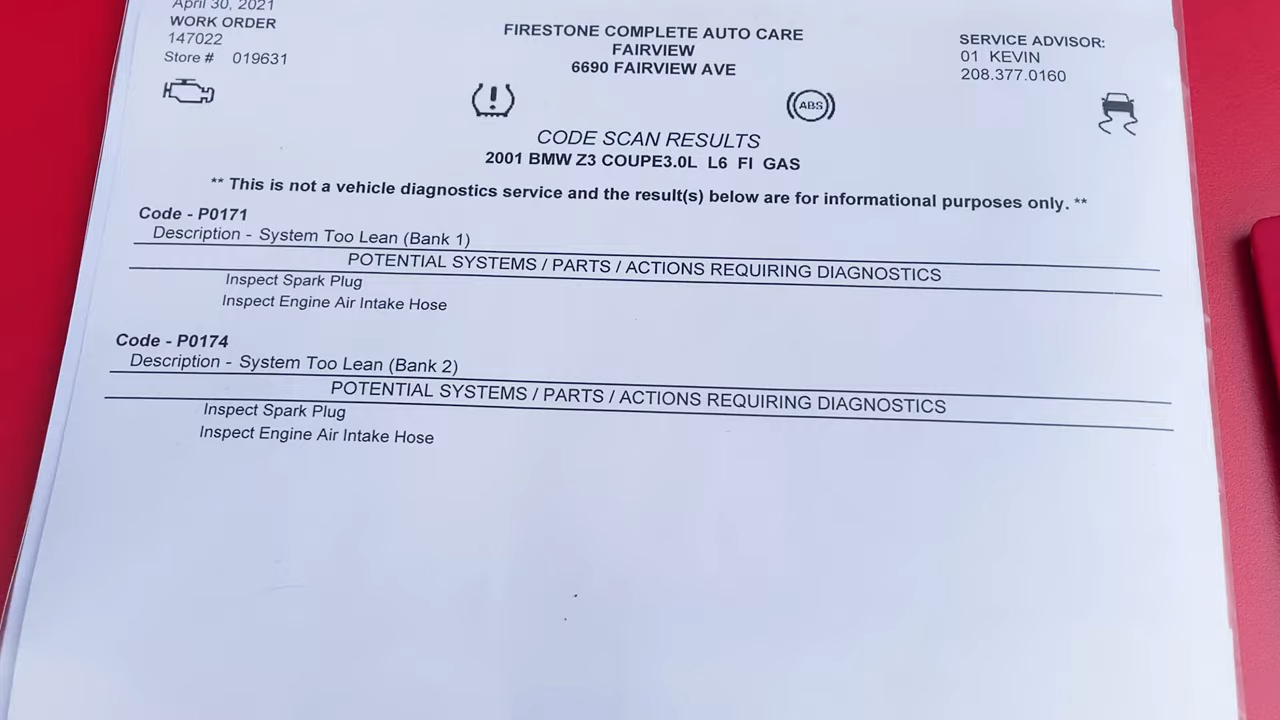 April 30, 2021
WORK ORDER
147022
Store # 019631
FIRESTONE COMPLETE AUTO CARE
FAIRVIEW
6690 FAIRVIEW AVE
SERVICE ADVISOR:
01 KEVIN
208.377.0160
ABS
CODE SCAN RESULTS
2001 BMW Z3 COUPE3.0L L6 FI GAS
** This is not a vehicle diagnostics service and the result(s) below are for informational purposes only. **
Code - P0171
Description - System Too Lean (Bank 1)
POTENTIAL SYSTEMS / PARTS / ACTIONS REQUIRING DIAGNOSTICS
Inspect Spark Plug
Inspect Engine Air Intake Hose
Code - P0174
Description - System Too Lean (Bank 2)
POTENTIAL SYSTEMS / PARTS / ACTIONS REQUIRING DIAGNOSTICS
Inspect Spark Plug
Inspect Engine Air Intake Hose